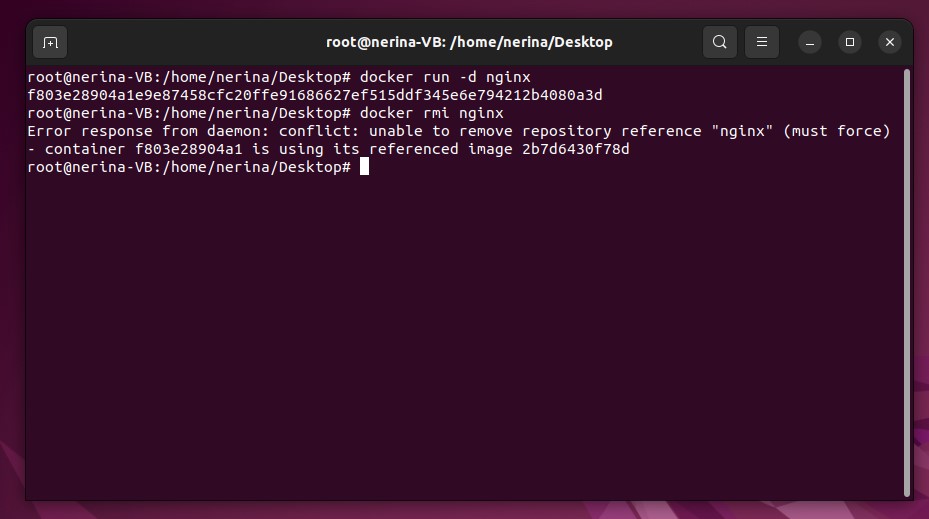 root@nerina-VB: /home/nerina/Desktop
root@nerina-VB:/home/nerina/Desktop# docker run -d nginx
f803e28904a1e9e87458cfc20ffe91686627ef515ddf345e6e794212b4080a3d
root@nerina-VB:/home/nerina/Desktop# docker rmi nginx
Error response from daemon: conflict: unable to remove repository reference "nginx" (must force)
- container f803e28904a1 is using its referenced image 2b7d6430f78d
root@nerina-VB:/home/nerina/Desktop#